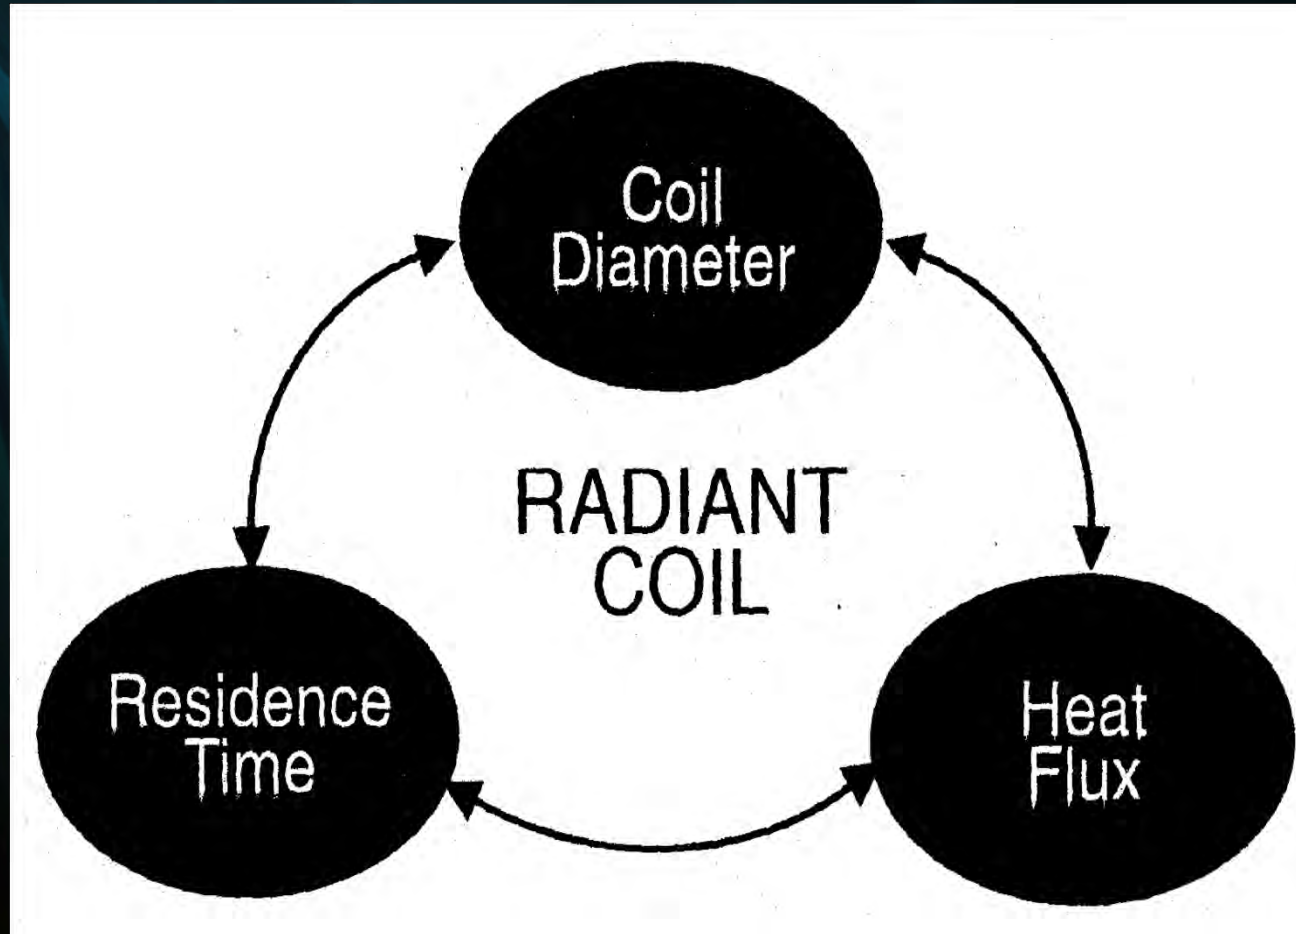 Coil
Diameter
RADIANT
COIL
Residence
Time
Heat
Flux